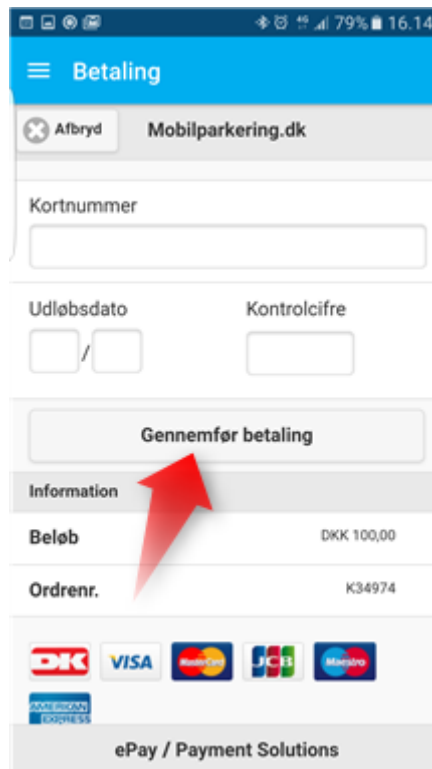 79% 16.14
Betaling
Afbryd Mobilparkering.dk
Kortnummer
Udløbsdato Kontrolcifre
/
Gennemfør betaling
Information
Beløb DKK 100,00
Ordrenr. K34974
DK VISA MasterCard JCB Maestro
AMERICAN
EXPRESS
ePay / Payment Solutions